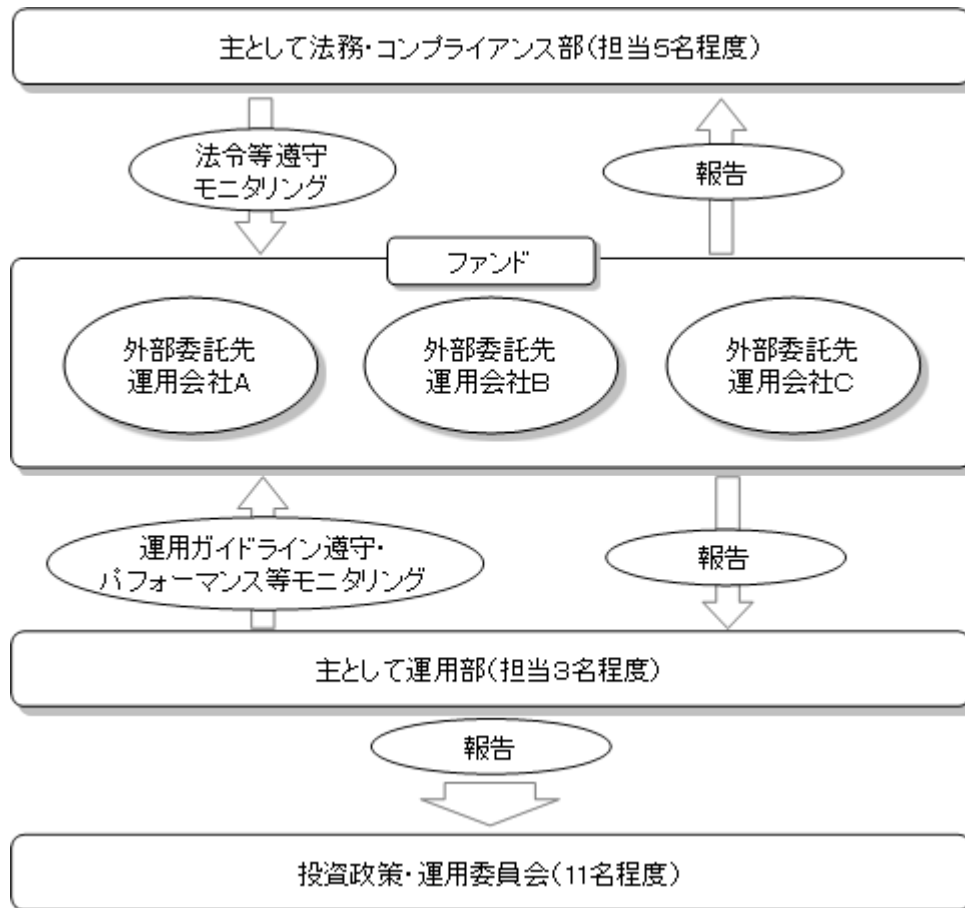 主として法務・コンプライアンス部(担当5名程度)
法令等遵守
モニタリング
報告
ファンド
外部委託先
運用会社A
外部委託先
運用会社B
外部委託先
運用会社C
運用ガイドライン遵守・
パフォーマンス等モニタリング
報告
主として運用部(担当3名程度)
報告
投資政策・運用委員会(11名程度)